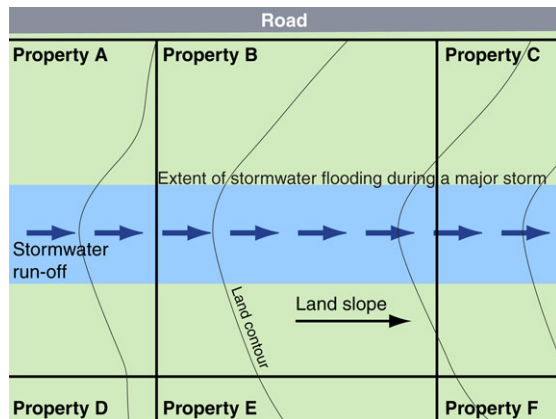 Road
Property A
Property B
Property C
Extent of stormwater flooding during a major storm
Stormwater
run-off
Land contour
Land slope
Property D
Property E
Property F